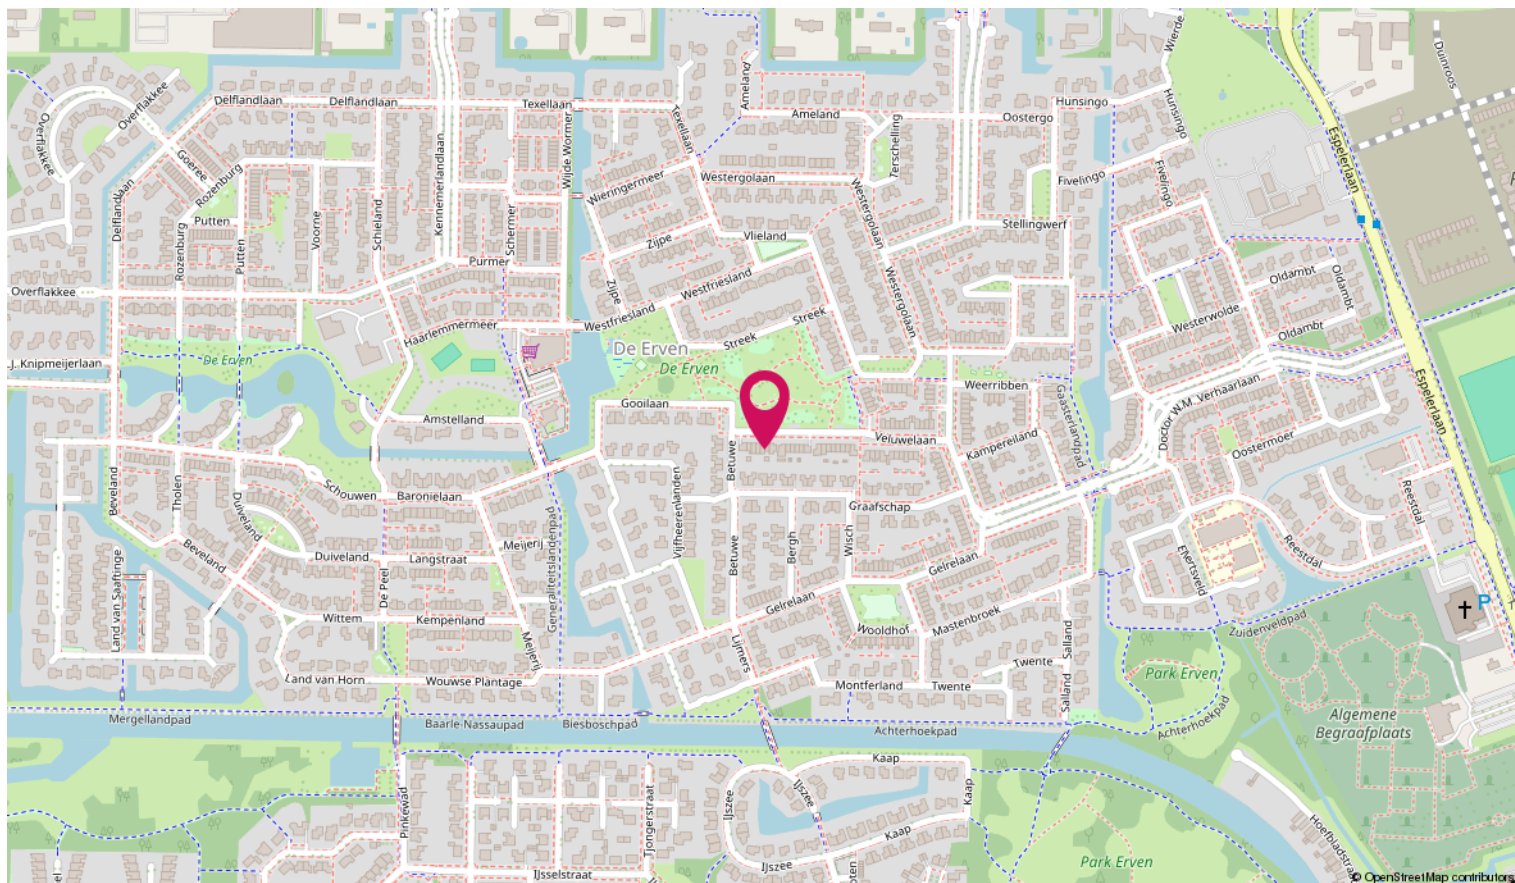 Wierde
Duinroos
Overflakkee
Overflakkee
Delflandlaan
Delflandlaan
Texellaan
Ameland
Ameland
Hunsingo
Hunsingo
Oostergo
Espelerlaan
Kennemerlandlaan
Wijde Wormer
Texellaan
Terschelling
Goeree
Rozenburg
Wieringermeer
Westergolaan
Westergolaan
Fivelingo
Fivelingo
Delflandlaan
Putten
Voorne
Schieland
Schermer
Zijpe
Vlieland
Stellingwerf
Rozenburg
Putten
Purmer
Zijpe
Westfriesland
Westergolaan
Oldambt
Oldambt
Overflakkee
Haarlemmermeer
Westfriesland
Streek
Streek
Westerwolde
Oldambt
De Erven
De Erven
De Erven
J. Knipmeijerlaan
Weerribben
Gaasterlandpad
Doctor W.M. Verhaarlaan
Espelerlaan
Gooilaan
Amstelland
Veluwelaan
Kampereiland
Oostermoer
Betuwe
Beveland
Tholen
Schouwen
Baronielaan
Duiveland
Vijfheerenlanden
Graafschap
Reestdal
Generaliteitslandenpad
Meijerij
Bergh
Wisch
Beveland
Duiveland
Langstraat
Betuwe
Gelrelaan
Ehertsveld
Reestdal
Land van Saaftinge
De Peel
Gelrelaan
Wittem
Kempenland
Wooldhof
Mastenbroek
Zuidenveldpad
P
Meijerij
Lijmers
Salland
Twente
Land van Horn
Wouwse Plantage
Montferland
Twente
Salland
Park Erven
Mergellandpad
Baarle-Nassaupad
Biesboschpad
Achterhoekpad
Achterhoekpad
Algemene
Begraafplaats
Kaap
Pinkewad
Tjongerstraat
IJszee
IJszee
Kaap
Kaap
Hoefbladstraat
IJsselstraat
IJszee
Park Erven
© OpenStreetMap contributors